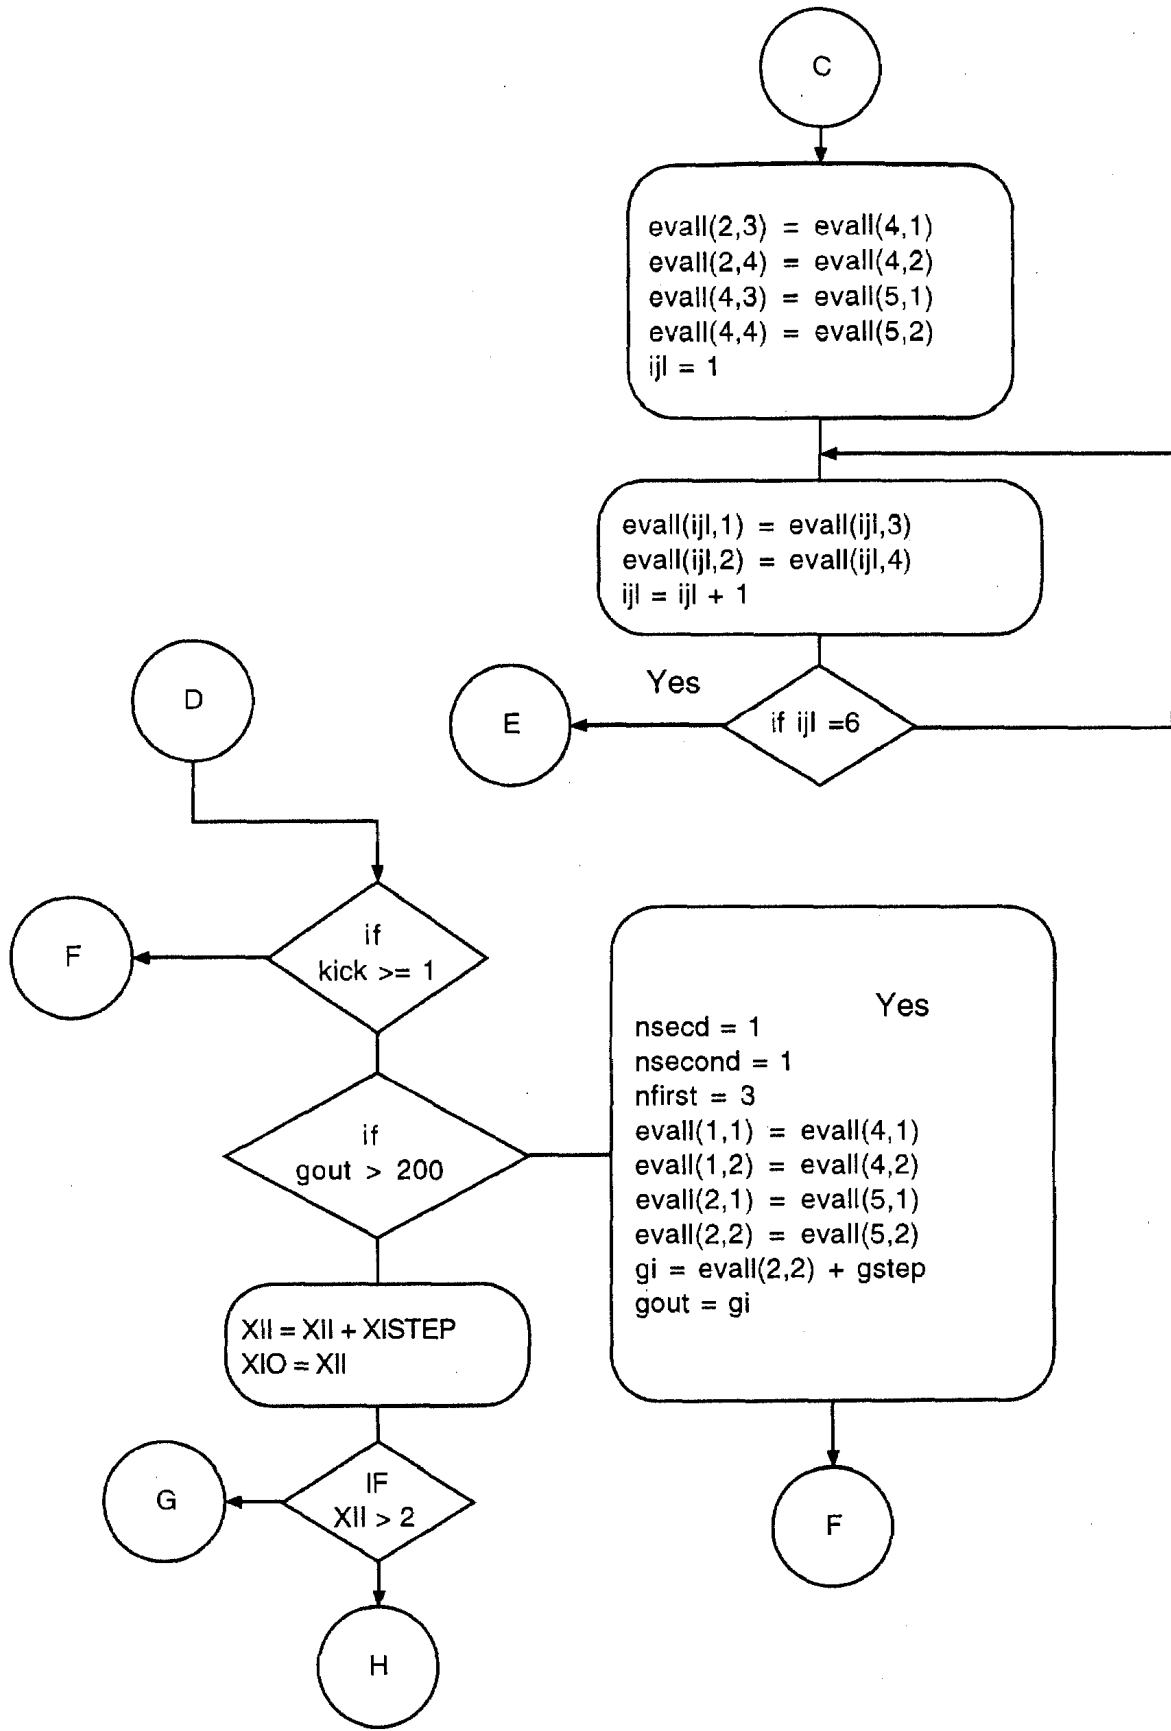 C
evall(2,3) = evall(4,1)
evall(2,4) = evall(4,2)
evall(4,3) = evall(5,1)
evall(4,4) = evall(5,2)
ijl = 1
evall(ijl,1) = evall(ijl,3)
evall(ijl,2) = evall(ijl,4)
ijl = ijl + 1
Yes
if ijl =6
E
D
if
kick >= 1
F
if
gout > 200
Yes
nsecd = 1
nsecond = 1
nfirst = 3
evall(1,1) = evall(4,1)
evall(1,2) = evall(4,2)
evall(2,1) = evall(5,1)
evall(2,2) = evall(5,2)
gi = evall(2,2) + gstep
gout = gi
XII = XII + XISTEP
XIO = XII
IF
XII > 2
G
F
H